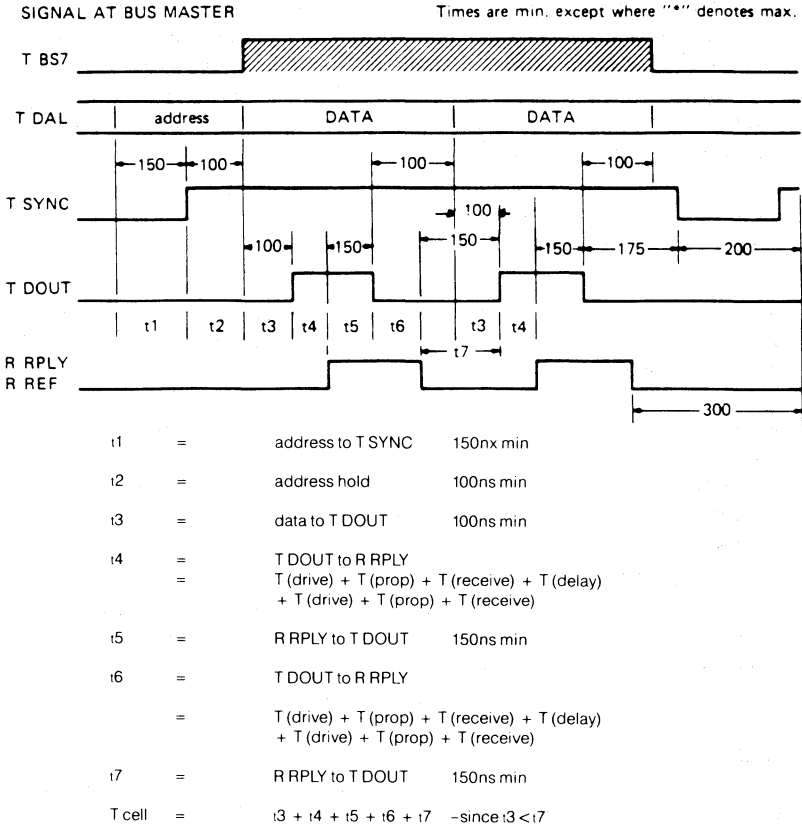 SIGNAL AT BUS MASTER Times are min. except where "*" denotes max.
T BS7
T DAL address DATA DATA
150 100 100 100
T SYNC
100
100 150 150 150 175 200
T DOUT
t1 t2 t3 t4 t5 t6 t3 t4
t7
R RPLY
R REF
300
t1 = address to T SYNC 150nx min
t2 = address hold 100ns min
t3 = data to T DOUT 100ns min
t4 = T DOUT to R RPLY
= T (drive) + T (prop) + T (receive) + T (delay)
+ T (drive) + T (prop) + T (receive)
t5 = R RPLY to T DOUT 150ns min
t6 = T DOUT to R RPLY
= T (drive) + T (prop) + T (receive) + T (delay)
+ T (drive) + T (prop) + T (receive)
t7 = R RPLY to T DOUT 150ns min
T cell = t3 + t4 + t5 + t6 + t7 -since t3 < t7